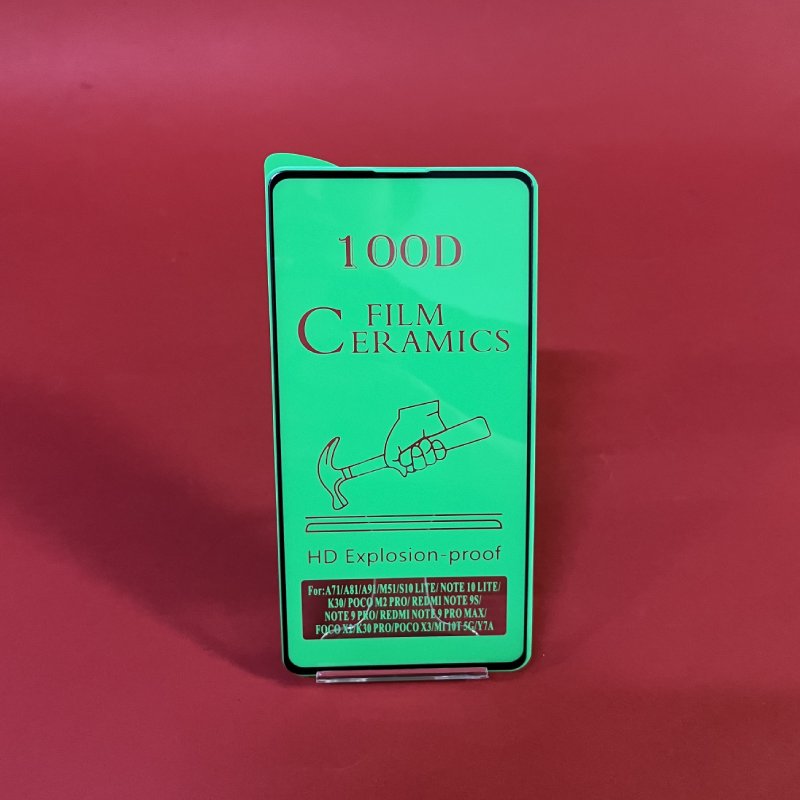 100D
FILM
CERAMICS
HD Explosion-proof
For:A71/A81/A91/M51/S10 LITE/ NOTE 10 LITE/
K30/ POCO M2 PRO/ REDMI NOTE 9S/
NOTE 9 PRO/ REDMI NOTE 9 PRO MAX/
FOCO X2/K30 PRO/POCO X3/MI 10T 5G/Y7A